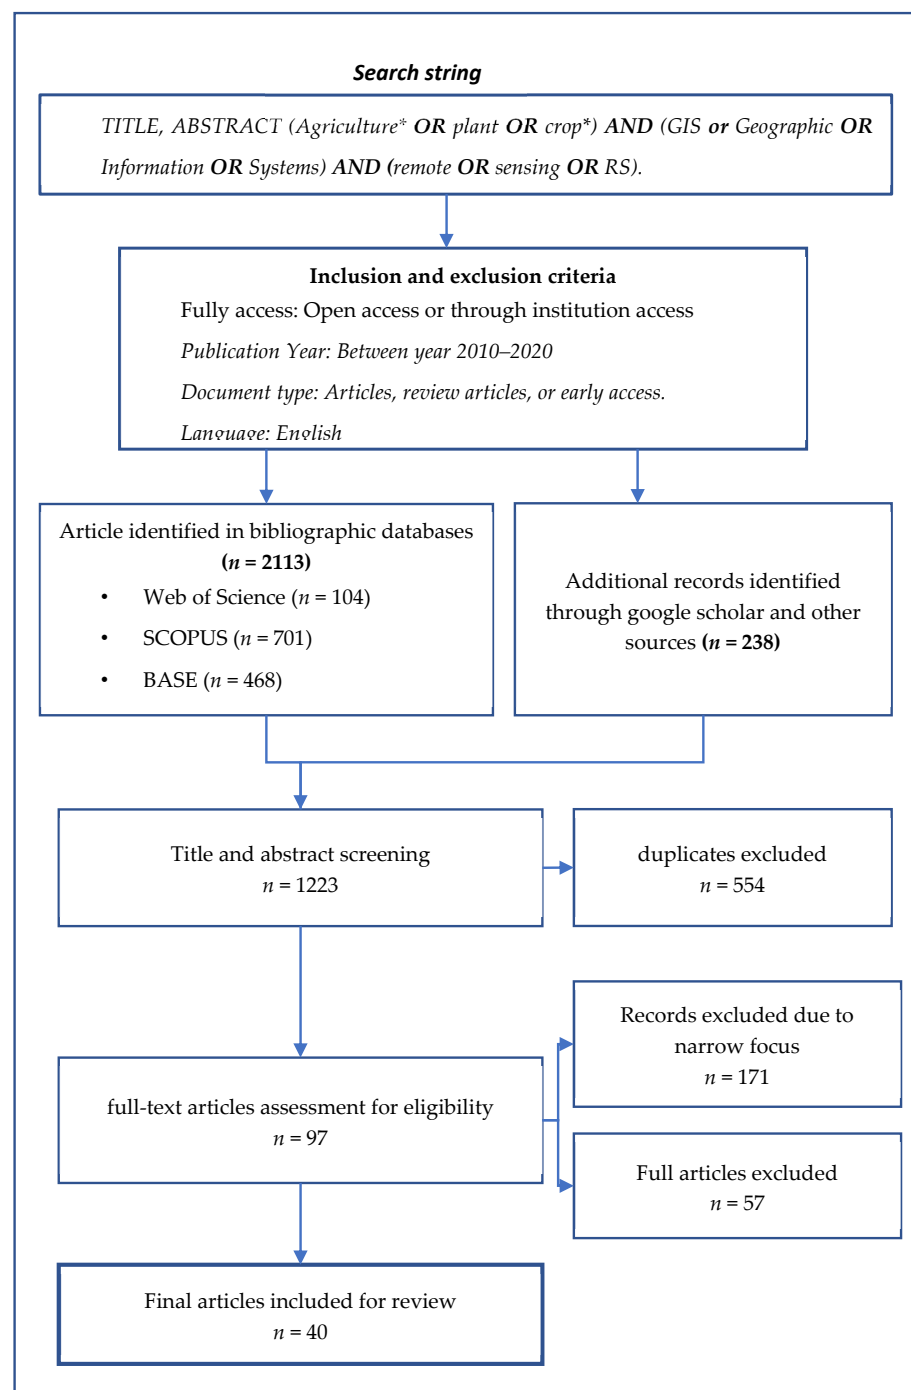 Search string
TITLE, ABSTRACT (Agriculture* OR plant OR crop*) AND (GIS or Geographic OR
Information OR Systems) AND (remote OR sensing OR RS).
Inclusion and exclusion criteria
Fully access: Open access or through institution access
Publication Year: Between year 2010–2020
Document type: Articles, review articles, or early access.
Language: English
Article identified in bibliographic databases
(n = 2113)
• Web of Science (n = 104)
• SCOPUS (n = 701)
• BASE (n = 468)
Additional records identified
through google scholar and other
sources (n = 238)
Title and abstract screening
n = 1223
duplicates excluded
n = 554
Records excluded due to
narrow focus
n = 171
full-text articles assessment for eligibility
n = 97
Full articles excluded
n = 57
Final articles included for review
n = 40